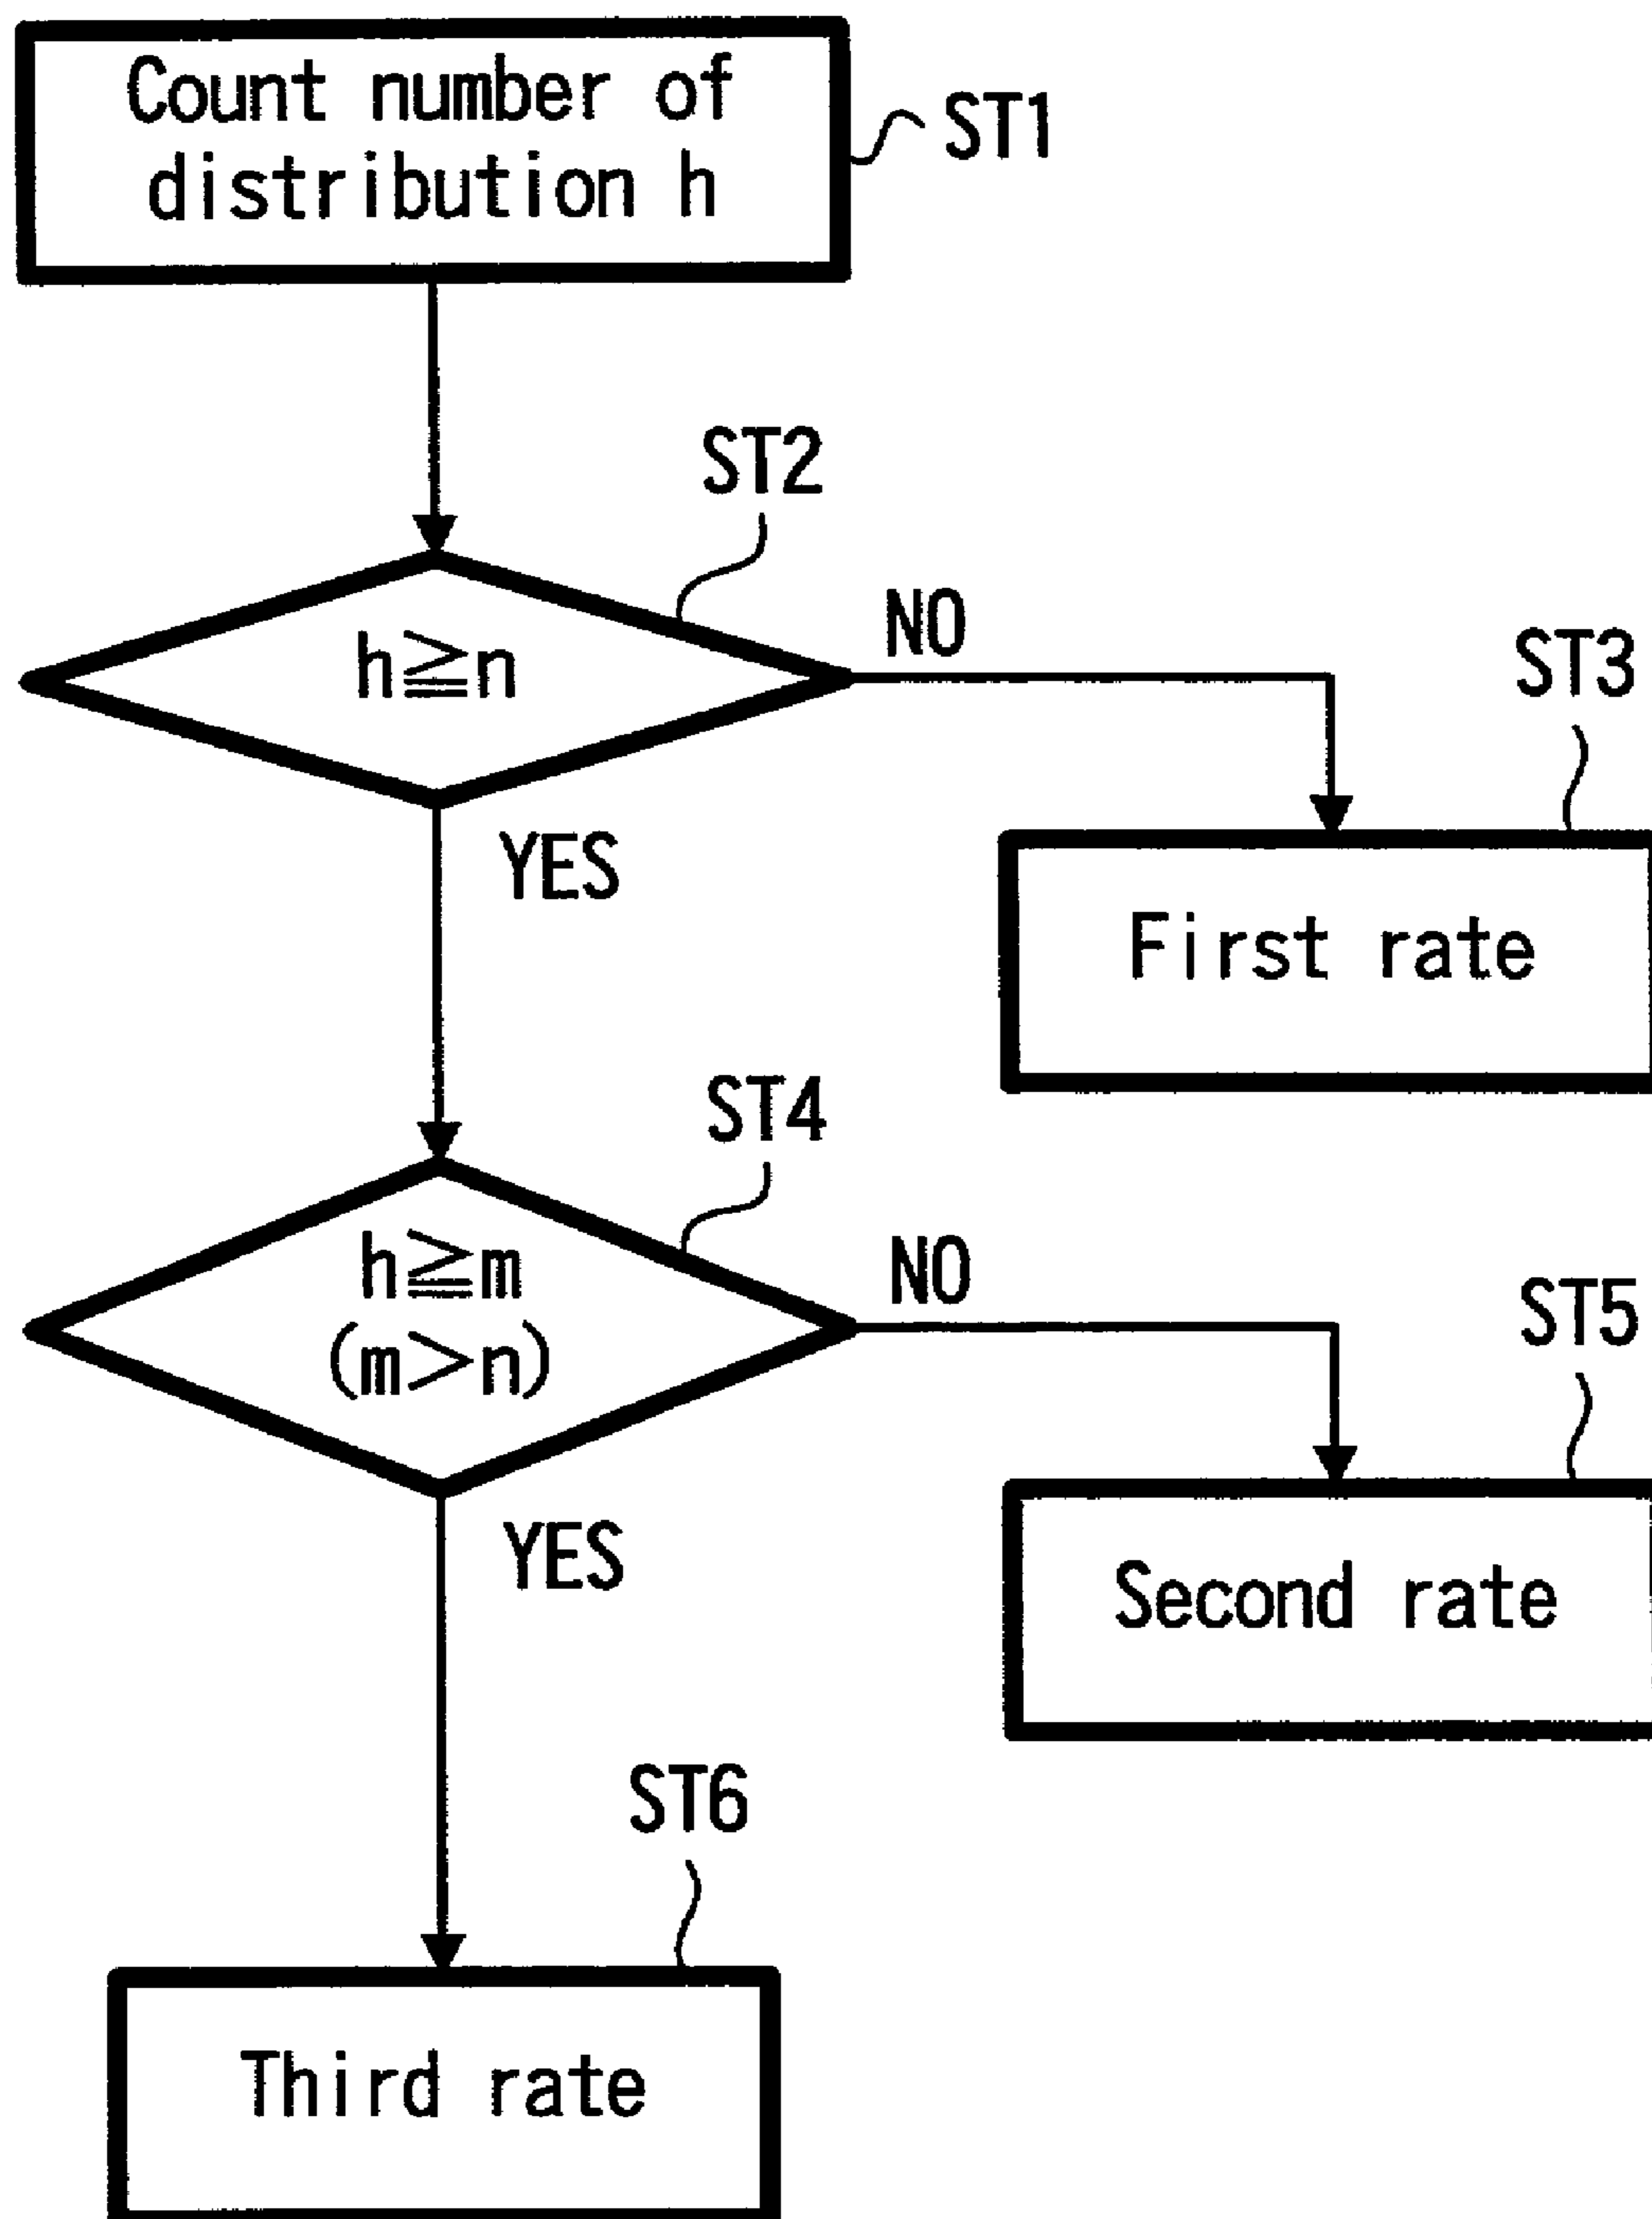 Count number of
distribution h
ST1
ST2
h≧n
NO
ST3
YES
First rate
ST4
h≧m
(m>n)
NO
ST5
YES
Second rate
ST6
Third rate